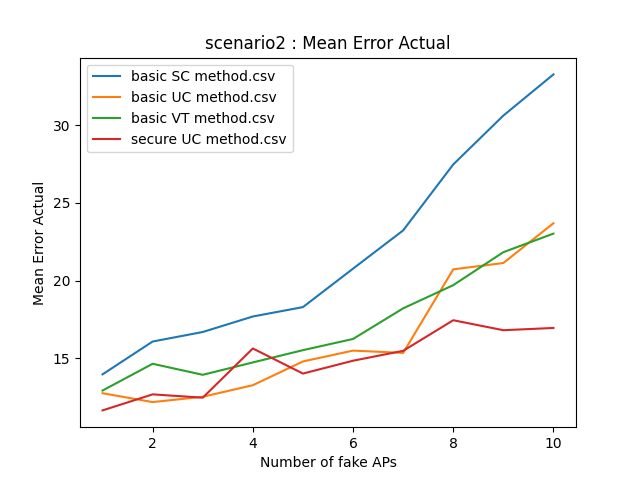 scenario2 : Mean Error Actual
basic SC method.csv
basic UC method.csv
basic VT method.csv
secure UC method.csv
30
25
20
15
Mean Error Actual
2 4 6 8 10
Number of fake APs